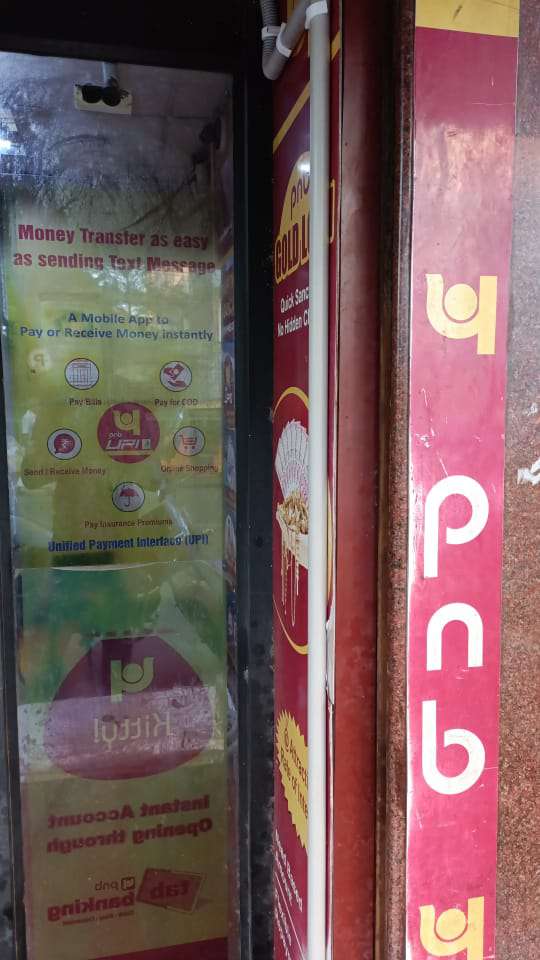 Money Transfer as easy
as sending Text Message
A Mobile App to
Pay or Receive Money Instantly
Pay Bills
Pay for COD
pnb
UPI
Send / Receive Money
Online Shopping
Pay Insurance Premiums
Unified Payment Interface (UPI)
Kitty!
Instant Account
Opening through
pnb
tab
banking
pnb
GOLD
Quick
No Hidden
pnb